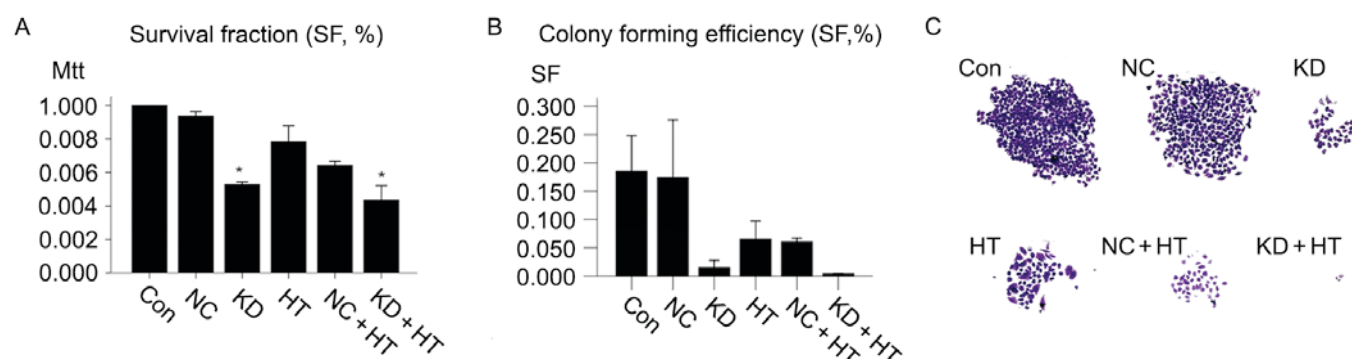 A
Survival fraction (SF, %)
Mtt
1.000
0.008
0.006
0.004
0.002
0.000
*
*
Con
NC
KD
HT
NC + HT
KD + HT
B
Colony forming efficiency (SF,%)
SF
0.300
0.250
0.200
0.150
0.100
0.050
0.000
Con
NC
KD
HT
NC + HT
KD + HT
C
Con
NC
KD
HT
NC + HT
KD + HT